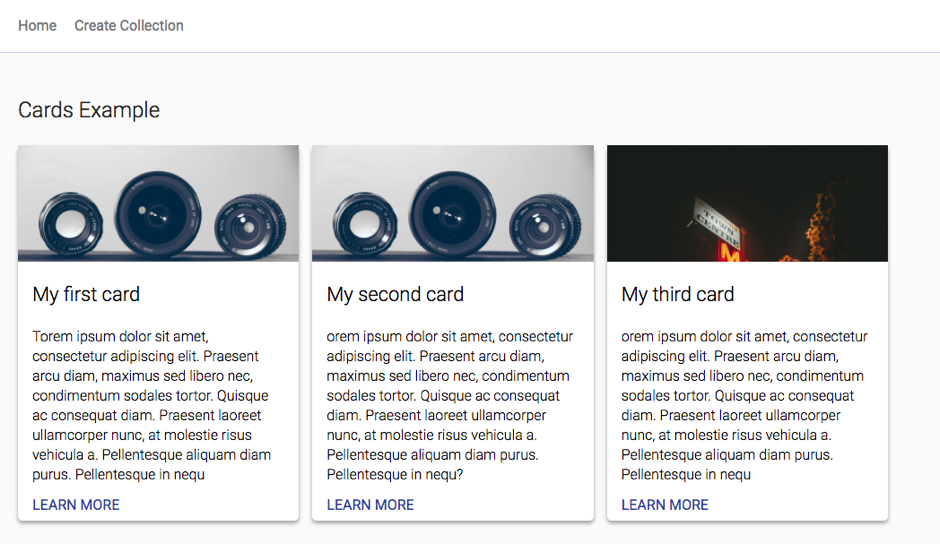 Home Create Collection
Cards Example
TOWN
CENTRE
M
My first card
Torem ipsum dolor sit amet,
consectetur adipiscing elit. Praesent
arcu diam, maximus sed libero nec,
condimentum sodales tortor. Quisque
ac consequat diam. Praesent laoreet
ullamcorper nunc, at molestie risus
vehicula a. Pellentesque aliquam diam
purus. Pellentesque in nequ
LEARN MORE
My second card
orem ipsum dolor sit amet, consectetur
adipiscing elit. Praesent arcu diam,
maximus sed libero nec, condimentum
sodales tortor. Quisque ac consequat
diam. Praesent laoreet ullamcorper
nunc, at molestie risus vehicula a.
Pellentesque aliquam diam purus.
Pellentesque in nequ?
LEARN MORE
My third card
orem ipsum dolor sit amet, consectetur
adipiscing elit. Praesent arcu diam,
maximus sed libero nec, condimentum
sodales tortor. Quisque ac consequat
diam. Praesent laoreet ullamcorper
nunc, at molestie risus vehicula a.
Pellentesque aliquam diam purus.
Pellentesque in nequ
LEARN MORE